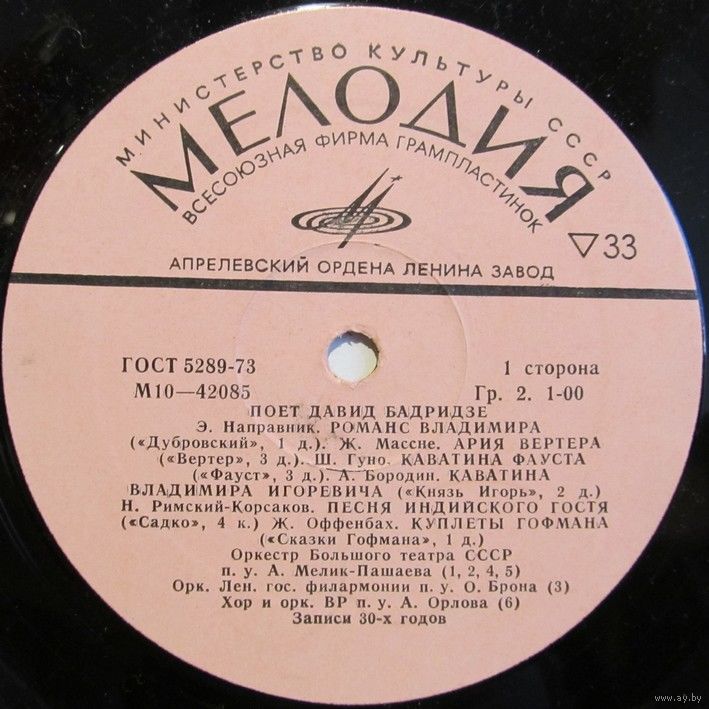 МИНИСТЕРСТВО КУЛЬТУРЫ СССР
МЕЛОДИЯ
ВСЕСОЮЗНАЯ ФИРМА ГРАМПЛАСТИНОК
▽33
АПРЕЛЕВСКИЙ ОРДЕНА ЛЕНИНА ЗАВОД
ГОСТ 5289-73 1 сторона
М10—42085 Гр. 2. 1-00
ПОЕТ ДАВИД БАДРИДЗЕ
Э. Направник. РОМАНС ВЛАДИМИРА
(«Дубровский», 1 д.). Ж. Массне. АРИЯ ВЕРТЕРА
(«Вертер», 3 д.). Ш. Гуно. КАВАТИНА ФАУСТА
(«Фауст», 3 д.). А. Бородин. КАВАТИНА
ВЛАДИМИРА ИГОРЕВИЧА («Князь Игорь», 2 д.)
Н. Римский-Корсаков. ПЕСНЯ ИНДИЙСКОГО ГОСТЯ
(«Садко», 4 к.) Ж. Оффенбах. КУПЛЕТЫ ГОФМАНА
(«Сказки Гофмана», 1 д.)
Оркестр Большого театра СССР
п. у. А. Мелик-Пашаева (1, 2, 4, 5)
Орк. Лен. гос. филармонии п. у. О. Брона (3)
Хор и орк. ВР п. у. А. Орлова (6)
Записи 30-х годов
www.ay.by